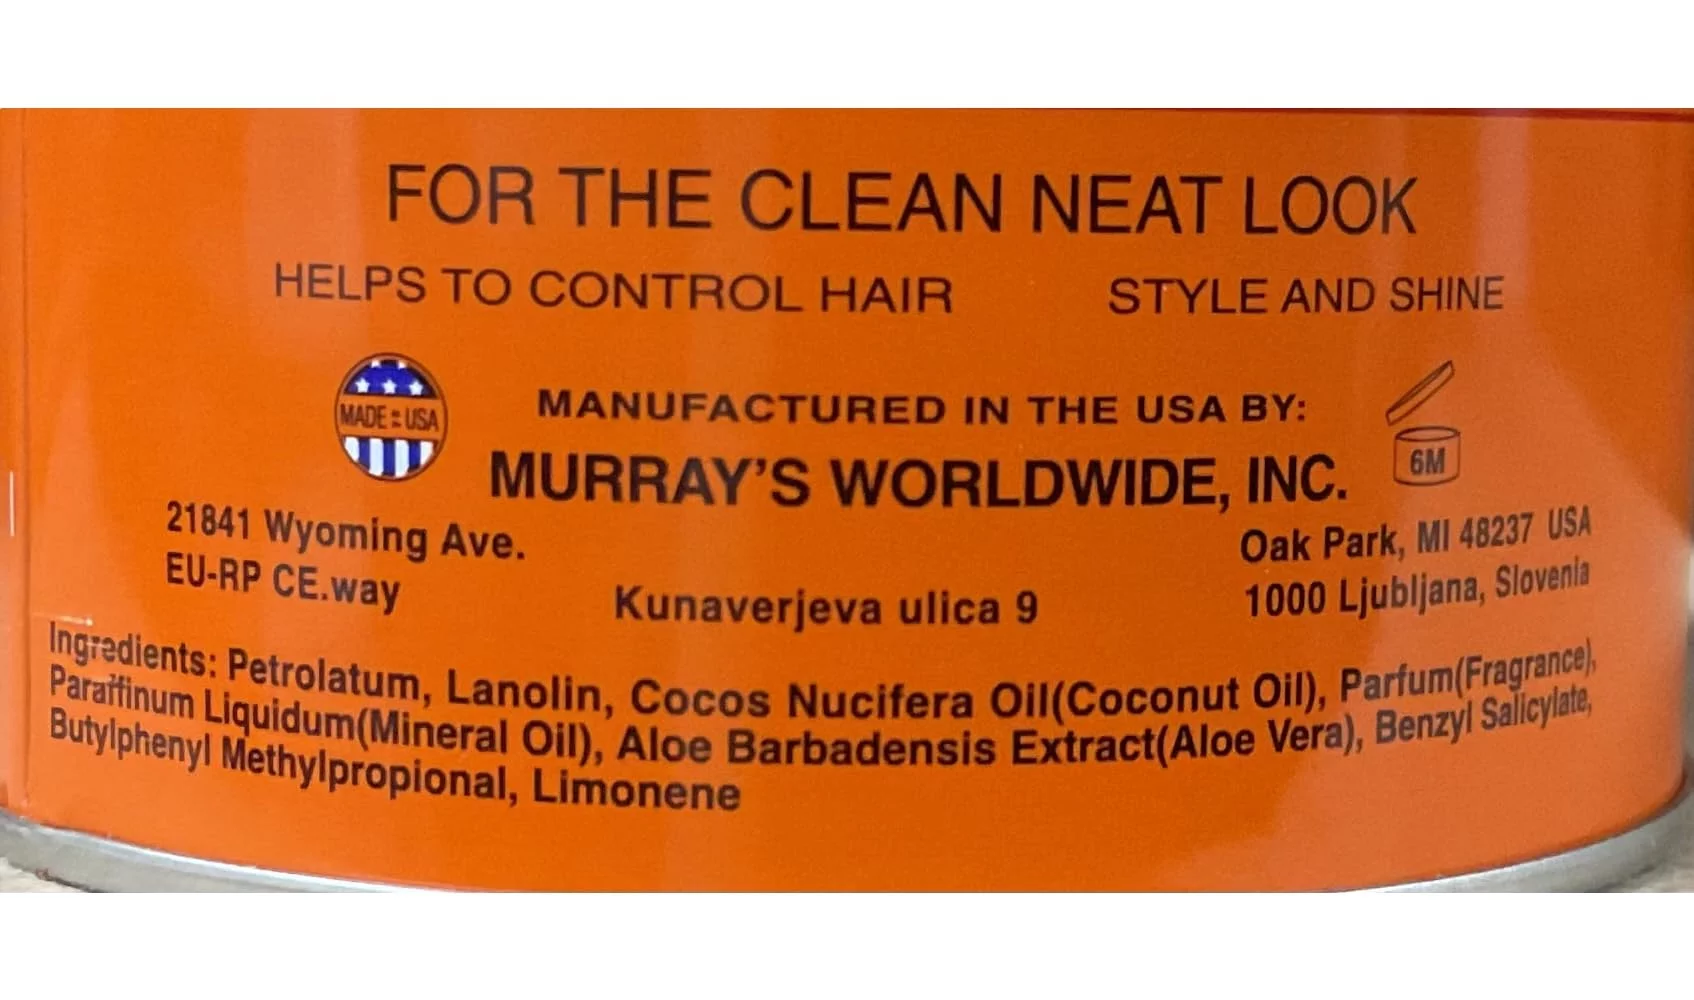 FOR THE CLEAN NEAT LOOK
HELPS TO CONTROL HAIR STYLE AND SHINE
MADE IN USA
MANUFACTURED IN THE USA BY:
6M
MURRAY'S WORLDWIDE, INC.
21841 Wyoming Ave. Oak Park, MI 48237 USA
EU-RP CE.way Kunaverjeva ulica 9 1000 Ljubljana, Slovenia
Ingredients: Petrolatum, Lanolin, Cocos Nucifera Oil(Coconut Oil), Parfum(Fragrance),
Paraffinum Liquidum(Mineral Oil), Aloe Barbadensis Extract(Aloe Vera), Benzyl Salicylate,
Butylphenyl Methylpropional, Limonene